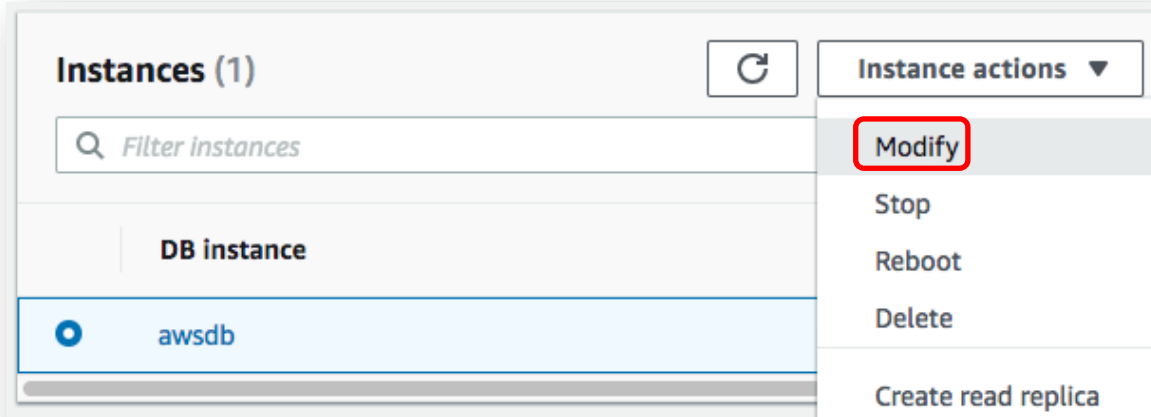 Instances (1)
Instance actions
Filter instances
Modify
Stop
DB instance
Reboot
Delete
awsdb
Create read replica